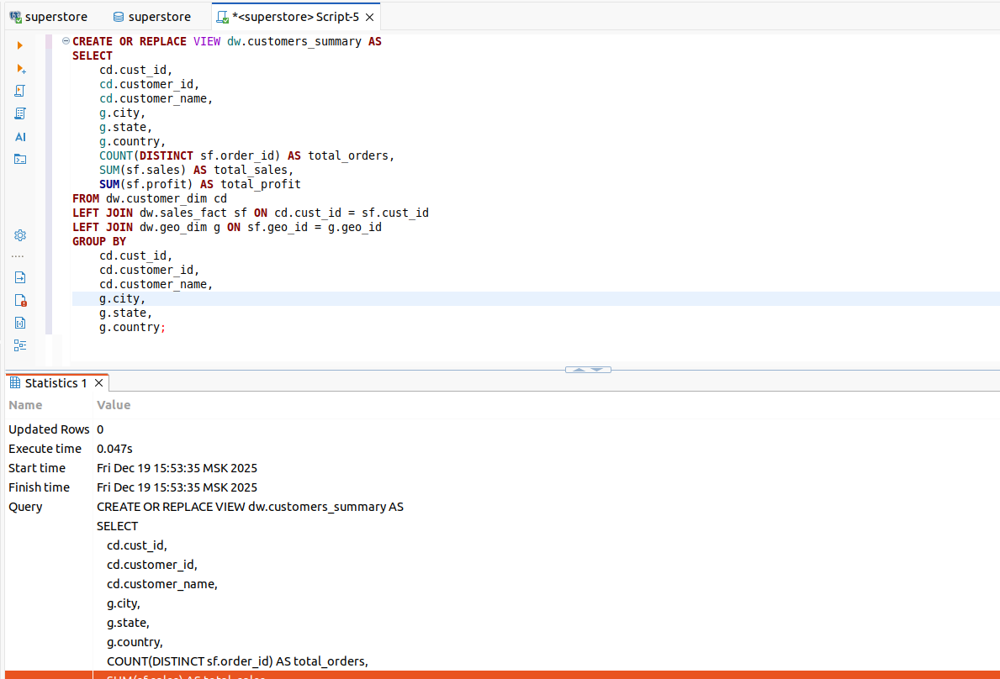 superstore superstore *<superstore> Script-5
CREATE OR REPLACE VIEW dw.customers_summary AS
SELECT
cd.cust_id,
cd.customer_id,
cd.customer_name,
g.city,
g.state,
g.country,
COUNT(DISTINCT sf.order_id) AS total_orders,
SUM(sf.sales) AS total_sales,
SUM(sf.profit) AS total_profit
FROM dw.customer_dim cd
LEFT JOIN dw.sales_fact sf ON cd.cust_id = sf.cust_id
LEFT JOIN dw.geo_dim g ON sf.geo_id = g.geo_id
GROUP BY
cd.cust_id,
cd.customer_id,
cd.customer_name,
g.city,
g.state,
g.country;
AI
Statistics 1
Name Value
Updated Rows 0
Execute time 0.047s
Start time Fri Dec 19 15:53:35 MSK 2025
Finish time Fri Dec 19 15:53:35 MSK 2025
Query CREATE OR REPLACE VIEW dw.customers_summary AS
SELECT
cd.cust_id,
cd.customer_id,
cd.customer_name,
g.city,
g.state,
g.country,
COUNT(DISTINCT sf.order_id) AS total_orders,